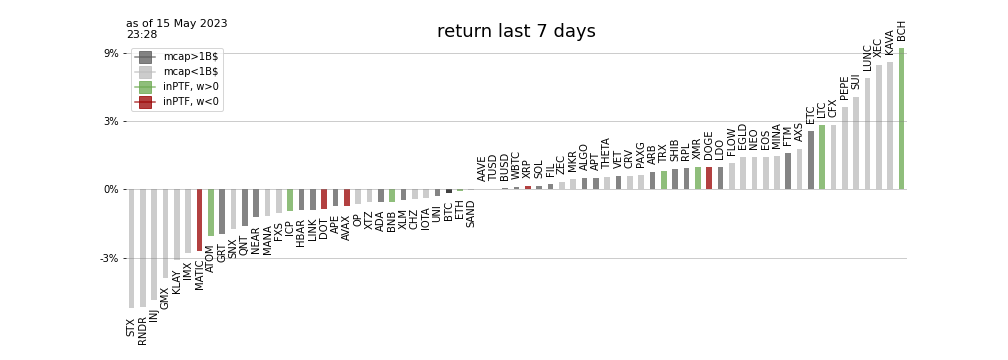 as of 15 May 2023
23:28
return last 7 days
mcap>1B$
mcap<1B$
inPTF, w>0
inPTF, w<0
9%
3%
0%
-3%
STX
RNDR
INJ
GMX
KLAY
IMX
MATIC
ATOM
GRT
SNX
QNT
NEAR
MANA
FXS
ICP
HBAR
LINK
DOT
APE
AVAX
OP
XTZ
ADA
BNB
XLM
CHZ
IOTA
UNI
BTC
ETH
SAND
AAVE
TUSD
BUSD
WBTC
XRP
SOL
FIL
ZEC
MKR
ALGO
APT
THETA
VET
CRV
PAXG
ARB
TRX
SHIB
RPL
XMR
DOGE
LDO
FLOW
EGLD
NEO
EOS
MINA
FTM
AXS
ETC
LTC
CFX
PEPE
SUI
LUNC
XEC
KAVA
BCH